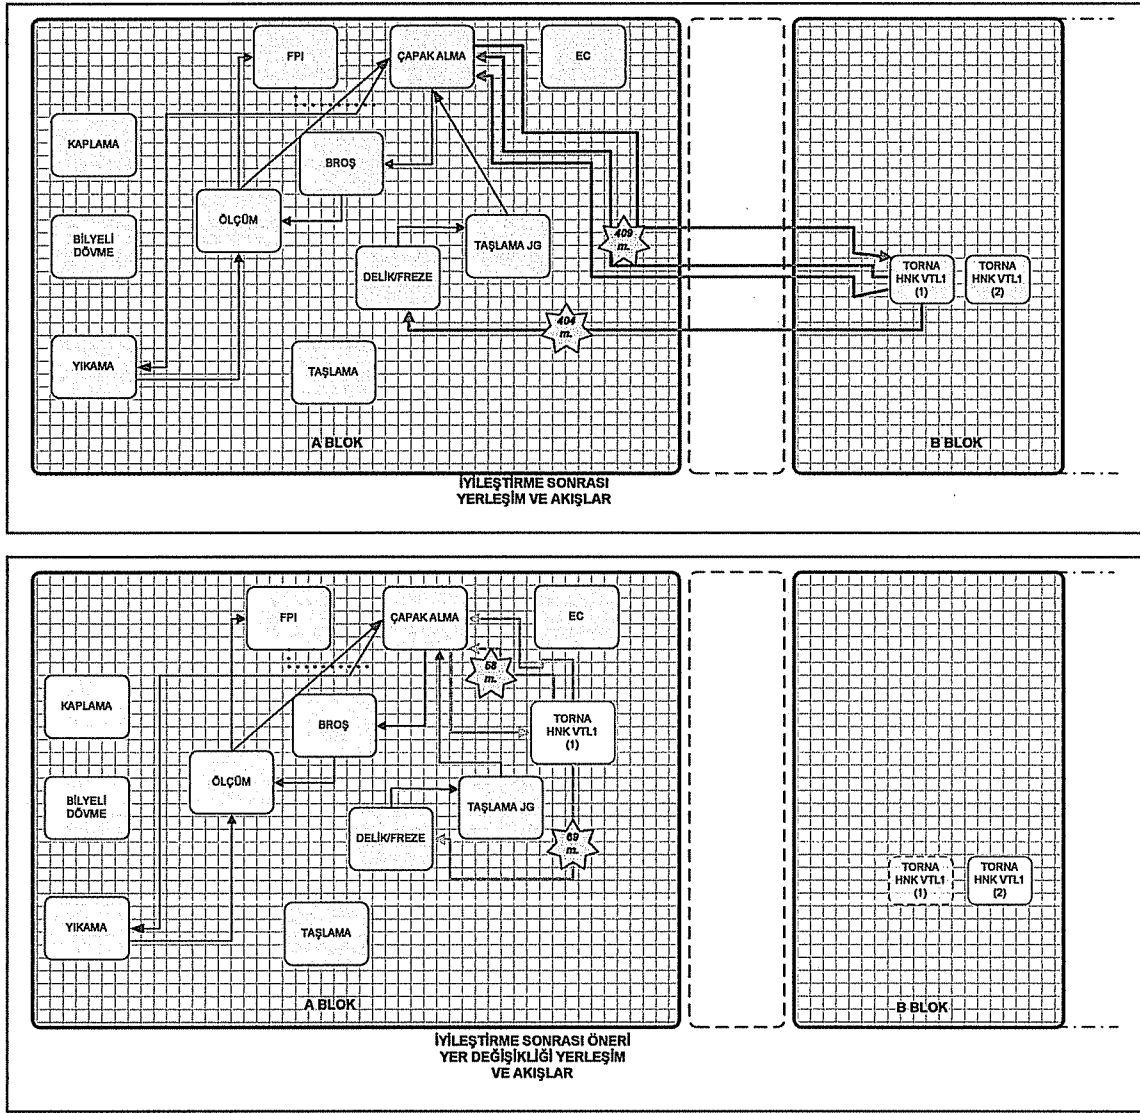 FPI
ÇAPAK ALMA
EC
KAPLAMA
BROŞ
ÖLÇÜM
BİLYELİ
DÖVME
TAŞLAMA JG
409
m.
DELİK/FREZE
TORNA
HNK VTL1
(1)
TORNA
HNK VTL1
(2)
404
m.
YIKAMA
TAŞLAMA
A BLOK
B BLOK
İYİLEŞTİRME SONRASI
YERLEŞİM VE AKIŞLAR
FPI
ÇAPAK ALMA
EC
58
m.
KAPLAMA
BROŞ
TORNA
HNK VTL1
(1)
ÖLÇÜM
BİLYELİ
DÖVME
TAŞLAMA JG
DELİK/FREZE
69
m.
TORNA
HNK VTL1
(1)
TORNA
HNK VTL1
(2)
YIKAMA
TAŞLAMA
A BLOK
B BLOK
İYİLEŞTİRME SONRASI ÖNERİ
YER DEĞİŞİKLİĞİ YERLEŞİM
VE AKIŞLAR